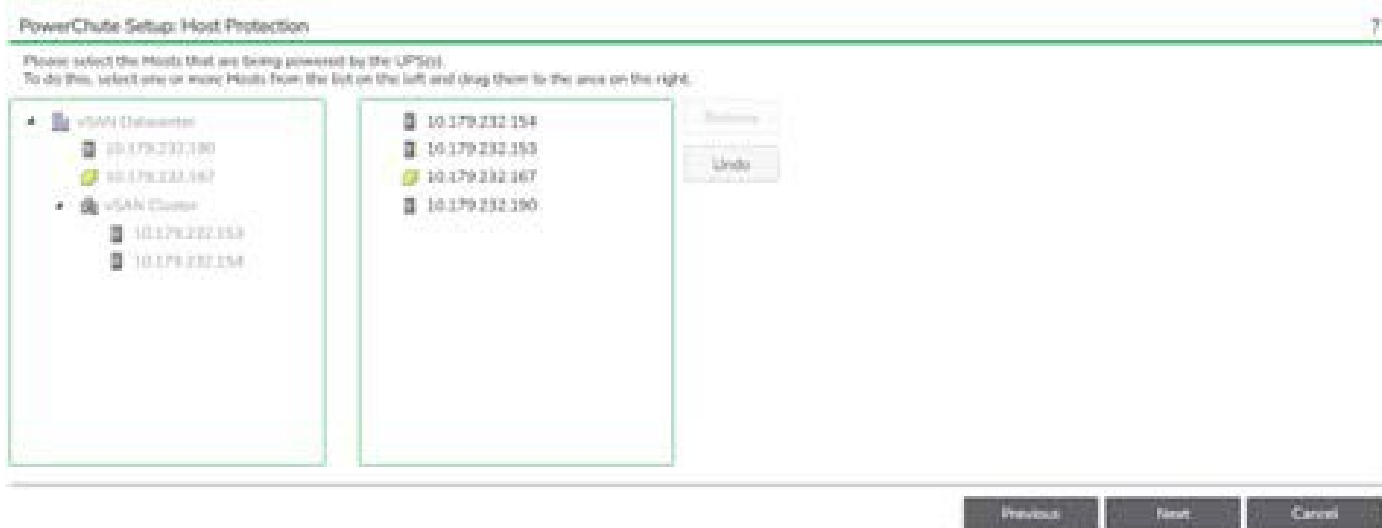 PowerChute Setup: Host Protection
?
Please select the Hosts that are being powered by the UPS(s).
To do this, select one or more Hosts from the list on the left and drag them to the area on the right.
vSAN Datacenter
10.179.232.190
10.179.232.167
vSAN Cluster
10.179.232.153
10.179.232.154
10.179.232.154
10.179.232.153
10.179.232.167
10.179.232.190
Remove
Undo
Previous
Next
Cancel